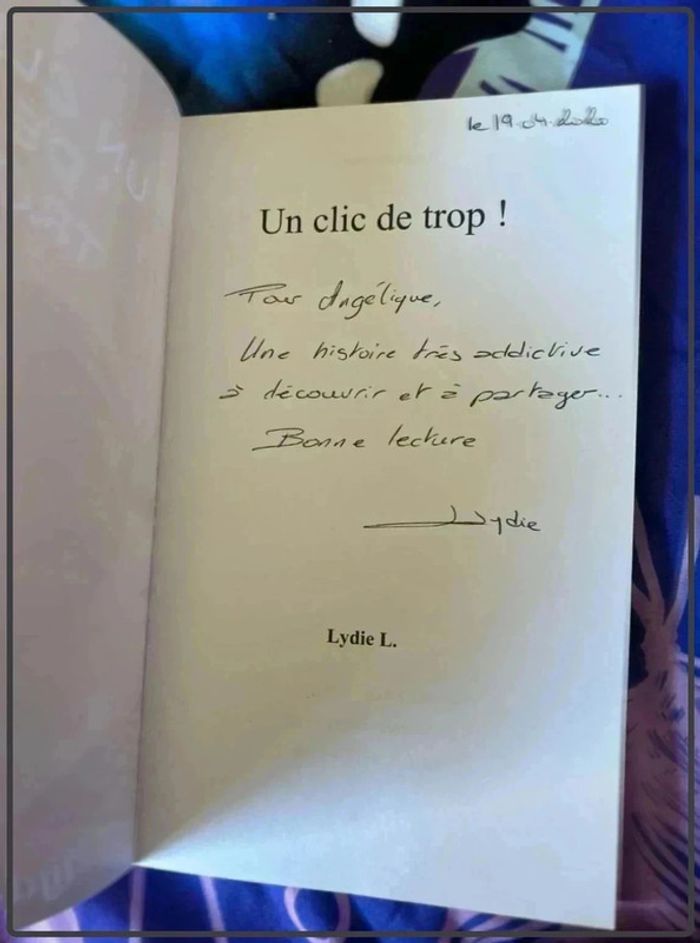 le 19.04.2020
Un clic de trop !
Pour Angélique,
Une histoire très addictive
à découvrir et à partager...
Bonne lecture
Lydie
Lydie L.